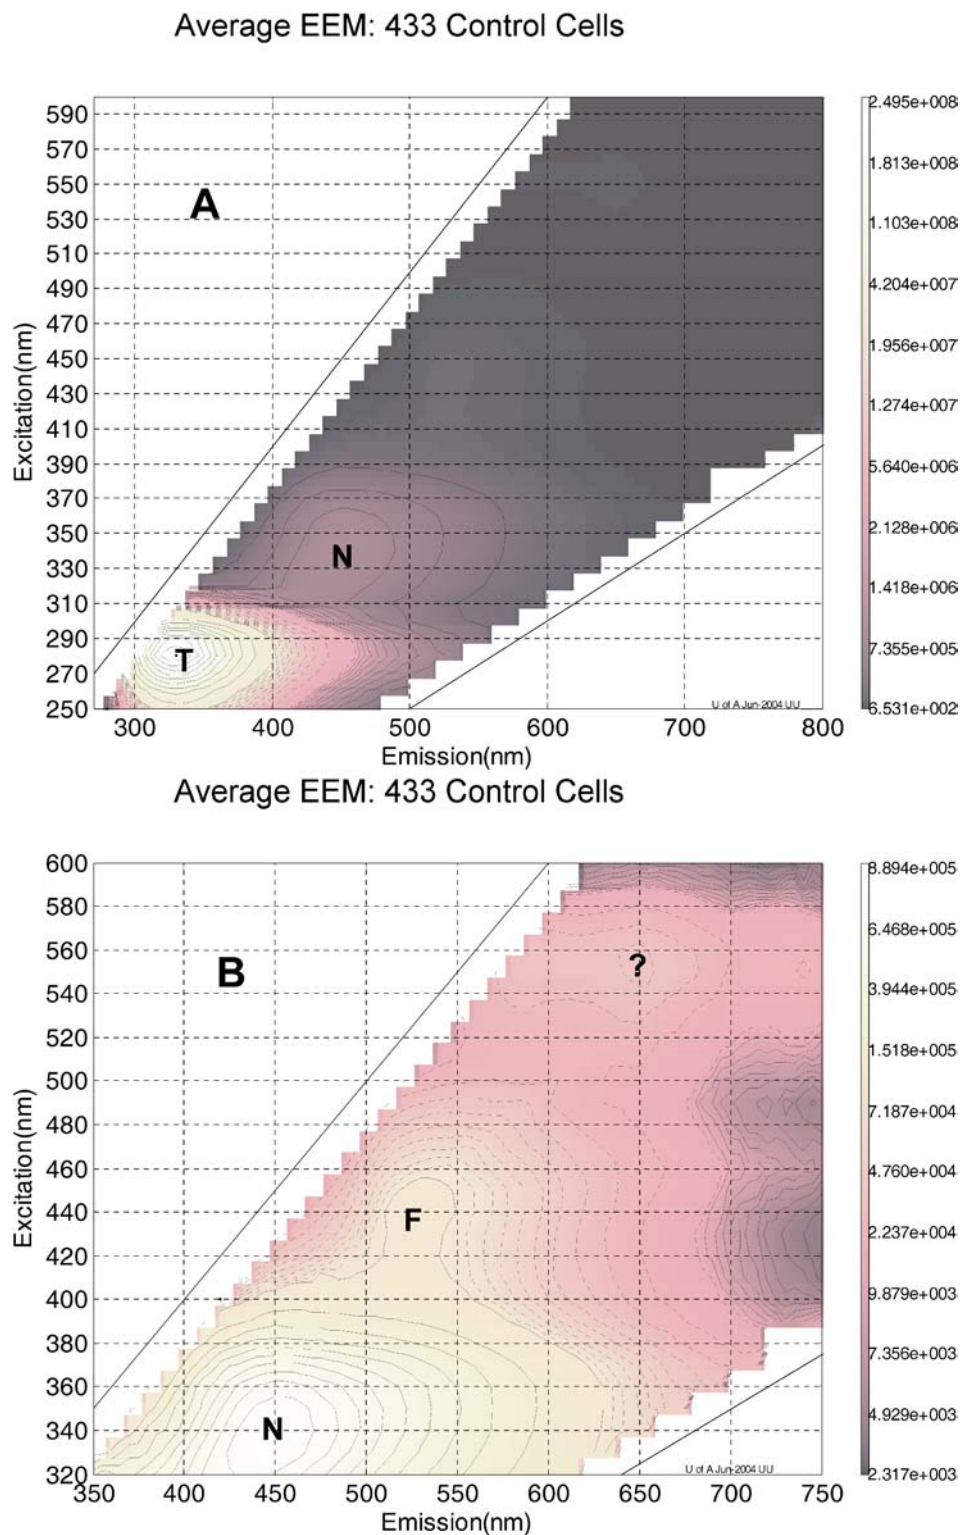 Average EEM: 433 Control Cells
A
N
T
Excitation(nm)
590
570
550
530
510
490
470
450
430
410
390
370
350
330
310
290
270
250
300 400 500 600 700 800
Emission(nm)
U of A Jun-2004 UU
2.495e+008
1.813e+008
1.103e+008
4.204e+007
1.956e+007
1.274e+007
5.640e+006
2.128e+006
1.418e+006
7.355e+005
6.531e+002
Average EEM: 433 Control Cells
B
?
F
N
Excitation(nm)
600
580
560
540
520
500
480
460
440
420
400
380
360
340
320
350 400 450 500 550 600 650 700 750
Emission(nm)
U of A Jun-2004 UU
8.894e+005
6.468e+005
3.944e+005
1.518e+005
7.187e+004
4.760e+004
2.237e+004
9.879e+003
7.356e+003
4.929e+003
2.317e+003